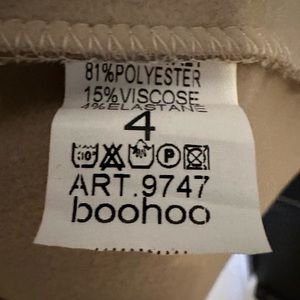 81%POLYESTER
15%VISCOSE
4%ELASTANE
4
P
ART.9747
boohoo